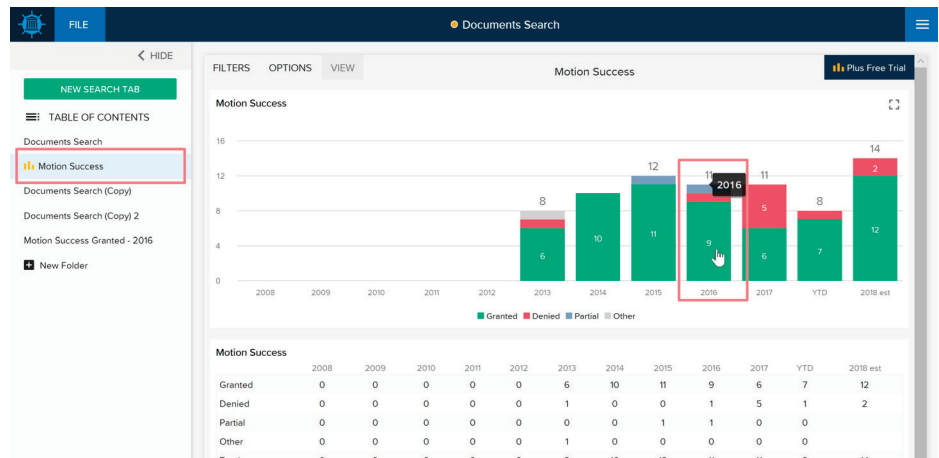 FILE
Documents Search
HIDE
NEW SEARCH TAB
TABLE OF CONTENTS
Documents Search
Motion Success
Documents Search (Copy)
Documents Search (Copy) 2
Motion Success Granted - 2016
New Folder
FILTERS OPTIONS VIEW
Motion Success
Plus Free Trial
Motion Success
16
12
8
4
0
8
6
10
12
11
11
2016
9
11
5
6
8
7
14
2
12
2008 2009 2010 2011 2012 2013 2014 2015 2016 2017 YTD 2018 est
Granted Denied Partial Other
Motion Success
2008 2009 2010 2011 2012 2013 2014 2015 2016 2017 YTD 2018 est
Granted 0 0 0 0 0 6 10 11 9 6 7 12
Denied 0 0 0 0 0 1 0 0 1 5 1 2
Partial 0 0 0 0 0 0 0 1 1 0 0
Other 0 0 0 0 0 1 0 0 0 0 0